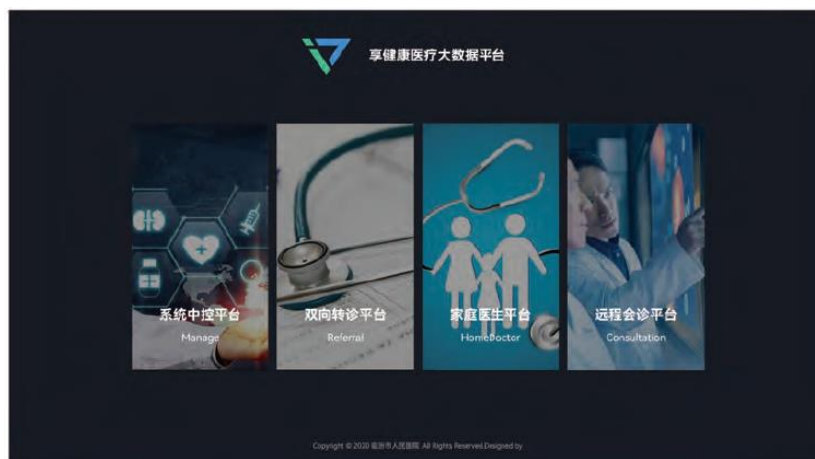 享健康医疗大数据平台
系统中控平台
Manage
双向转诊平台
Referral
家庭医生平台
HomeDoctor
远程会诊平台
Consultation
Copyright © 2020 市人民医院 All Rights Reserved.Designed by